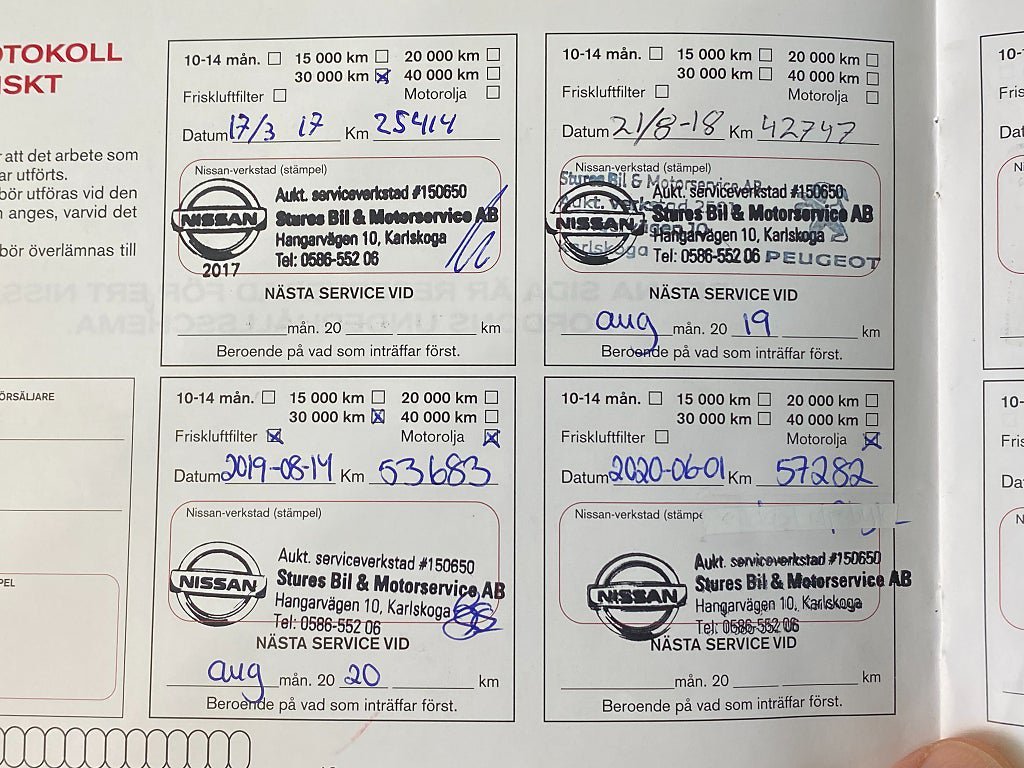 OTOKOLL
ISKT
att det arbete som
ar utförts.
bör utföras vid den
n anges, varvid det
bör överlämnas till
ÖRSÄLJARE
PEL
10-14 mån. 15 000 km 20 000 km
30 000 km 40 000 km
Friskluftfilter Motorolja
Datum 17/3 17 Km 25414
Nissan-verkstad (stämpel)
NISSAN
2017
Aukt. serviceverkstad #150650
Stures Bil & Motorservice AB
Hangarvägen 10, Karlskoga
Tel: 0586-552 06
NÄSTA SERVICE VID
mån. 20 km
Beroende på vad som inträffar först.
10-14 mån. 15 000 km 20 000 km
30 000 km 40 000 km
Friskluftfilter Motorolja
Datum 21/8-18 Km 42747
Nissan-verkstad (stämpel)
Stures Bil & Motorservice AB
Aukt. verkstad
Karlskoga
PEUGEOT
NISSAN
Aukt. serviceverkstad #150650
Stures Bil & Motorservice AB
Hangarvägen 10, Karlskoga
Tel: 0586-552 06
NÄSTA SERVICE VID
aug mån. 20 19 km
Beroende på vad som inträffar först.
10-14 mån. 15 000 km 20 000 km
30 000 km 40 000 km
Friskluftfilter Motorolja
Datum 2019-08-14 Km 53683
Nissan-verkstad (stämpel)
NISSAN
Aukt. serviceverkstad #150650
Stures Bil & Motorservice AB
Hangarvägen 10, Karlskoga
Tel: 0586-552 06
NÄSTA SERVICE VID
aug mån. 20 20 km
Beroende på vad som inträffar först.
10-14 mån. 15 000 km 20 000 km
30 000 km 40 000 km
Friskluftfilter Motorolja
Datum 2020-06-01 Km 57282
Nissan-verkstad (stämpe
NISSAN
Aukt. serviceverkstad #150650
Stures Bil & Motorservice AB
Hangarvägen 10, Karlskoga
Tel: 0586-552 06
NÄSTA SERVICE VID
mån. 20 km
Beroende på vad som inträffar först.
10-1
Frisk
Dat
Ni
10-
Fris
Da
N